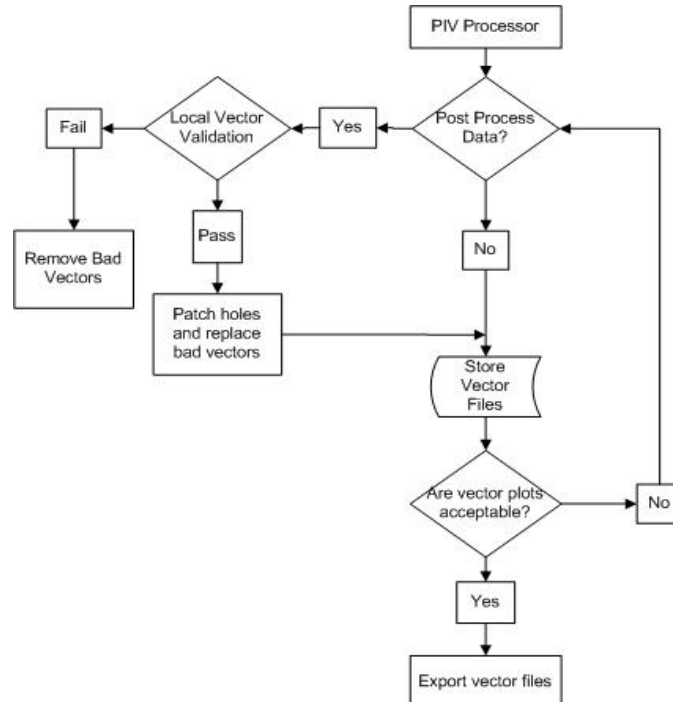 PIV Processor
Post Process
Data?
Yes
Local Vector
Validation
Fail
Remove Bad
Vectors
Pass
Patch holes
and replace
bad vectors
No
Store
Vector
Files
Are vector plots
acceptable?
No
Yes
Export vector files